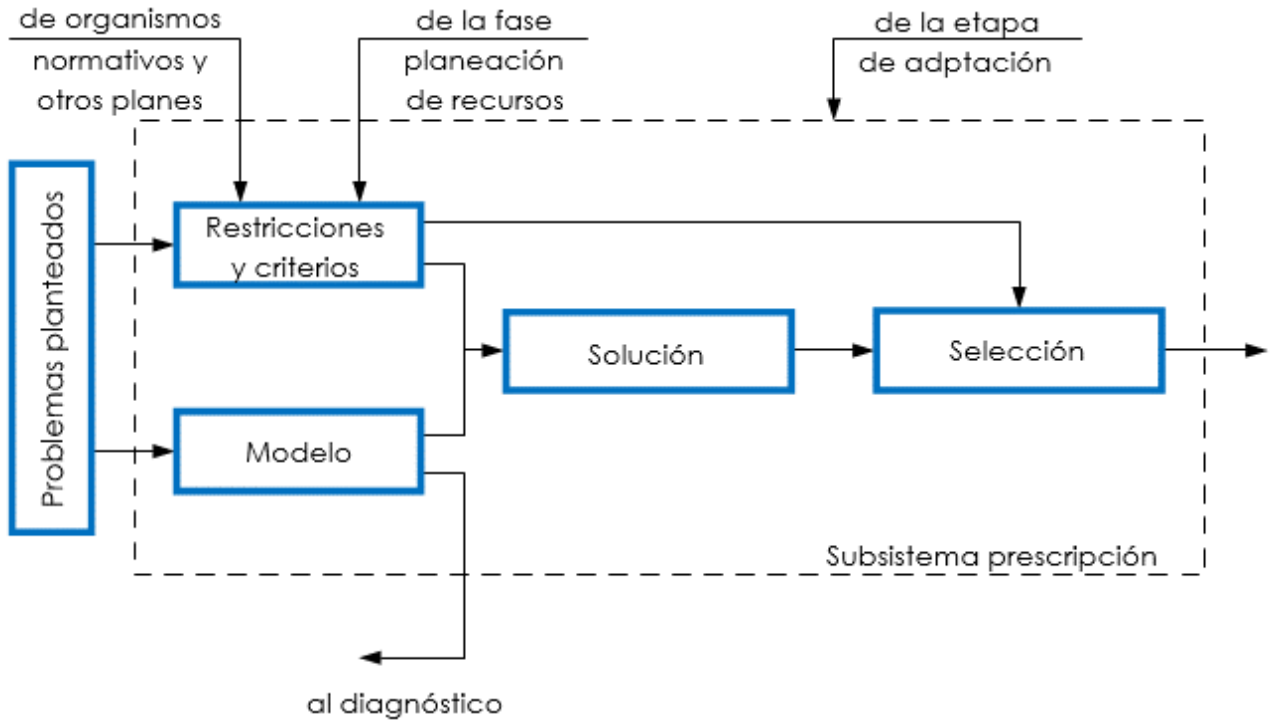 de organismos
normativos y
otros planes
de la fase
planeación
de recursos
de la etapa
de adptación
Problemas planteados
Restricciones
y criterios
Solución
Selección
Modelo
Subsistema prescripción
al diagnóstico